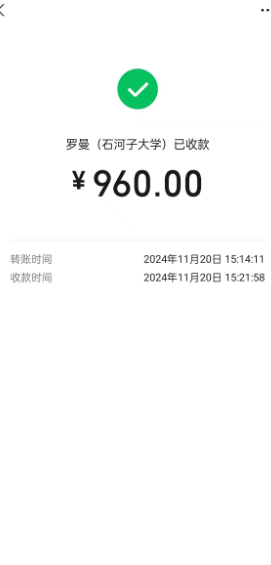 罗曼（石河子大学）已收款
¥960.00
转账时间 2024年11月20日 15:14:11
收款时间 2024年11月20日 15:21:58